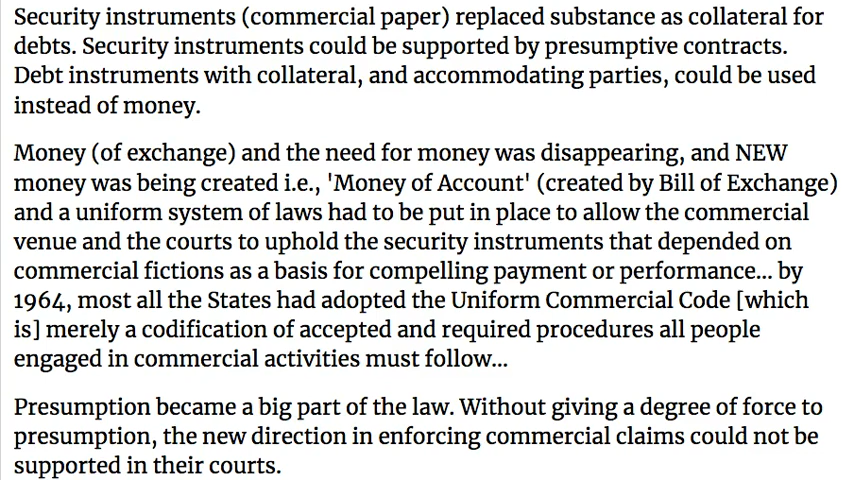 Security instruments (commercial paper) replaced substance as collateral for
debts. Security instruments could be supported by presumptive contracts.
Debt instruments with collateral, and accommodating parties, could be used
instead of money.
Money (of exchange) and the need for money was disappearing, and NEW
money was being created i.e., 'Money of Account' (created by Bill of Exchange)
and a uniform system of laws had to be put in place to allow the commercial
venue and the courts to uphold the security instruments that depended on
commercial fictions as a basis for compelling payment or performance... by
1964, most all the States had adopted the Uniform Commercial Code [which
is] merely a codification of accepted and required procedures all people
engaged in commercial activities must follow...
Presumption became a big part of the law. Without giving a degree of force to
presumption, the new direction in enforcing commercial claims could not be
supported in their courts.